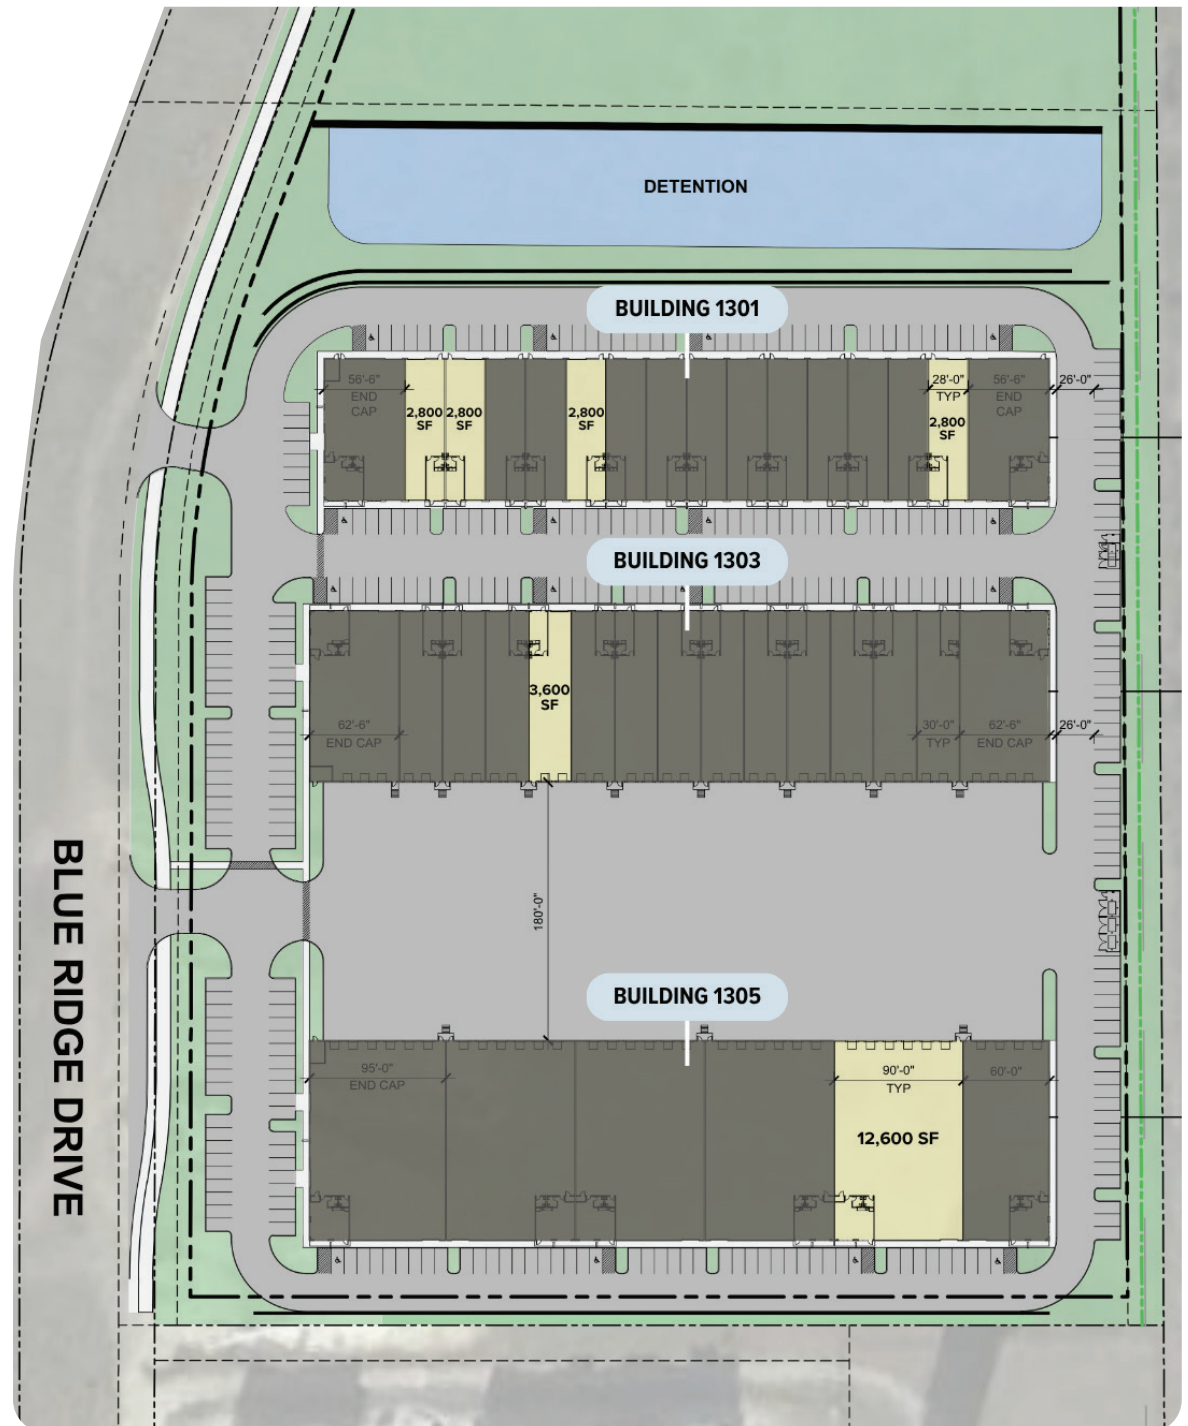 DETENTION
BUILDING 1301
56'-6"
END
CAP
2,800
SF
2,800
SF
2,800
SF
28'-0"
TYP
2,800
SF
56'-6"
END
CAP
26'-0"
BUILDING 1303
3,600
SF
62'-6"
END CAP
30'-0"
TYP
62'-6"
END CAP
26'-0"
180'-0"
BLUE RIDGE DRIVE
BUILDING 1305
95'-0"
END CAP
90'-0"
TYP
60'-0"
12,600 SF